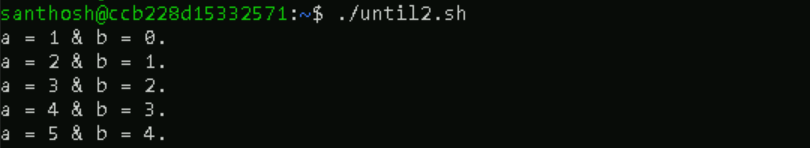 santhosh@ccb228d15332571:~$ ./until2.sh
a = 1 & b = 0.
a = 2 & b = 1.
a = 3 & b = 2.
a = 4 & b = 3.
a = 5 & b = 4.